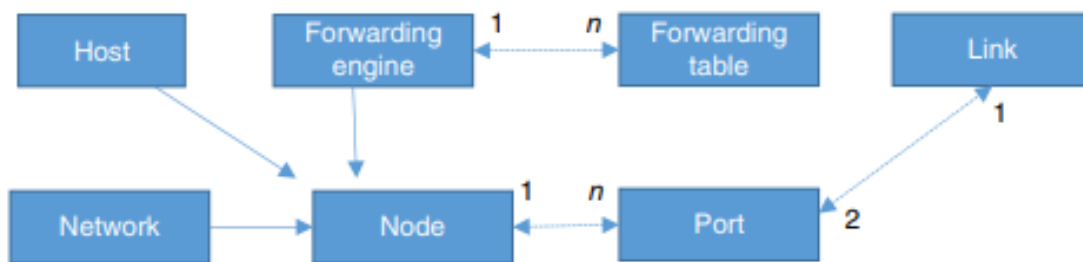 Host
Forwarding
engine
1
n
Forwarding
table
Link
1
Network
Node
1
n
Port
2